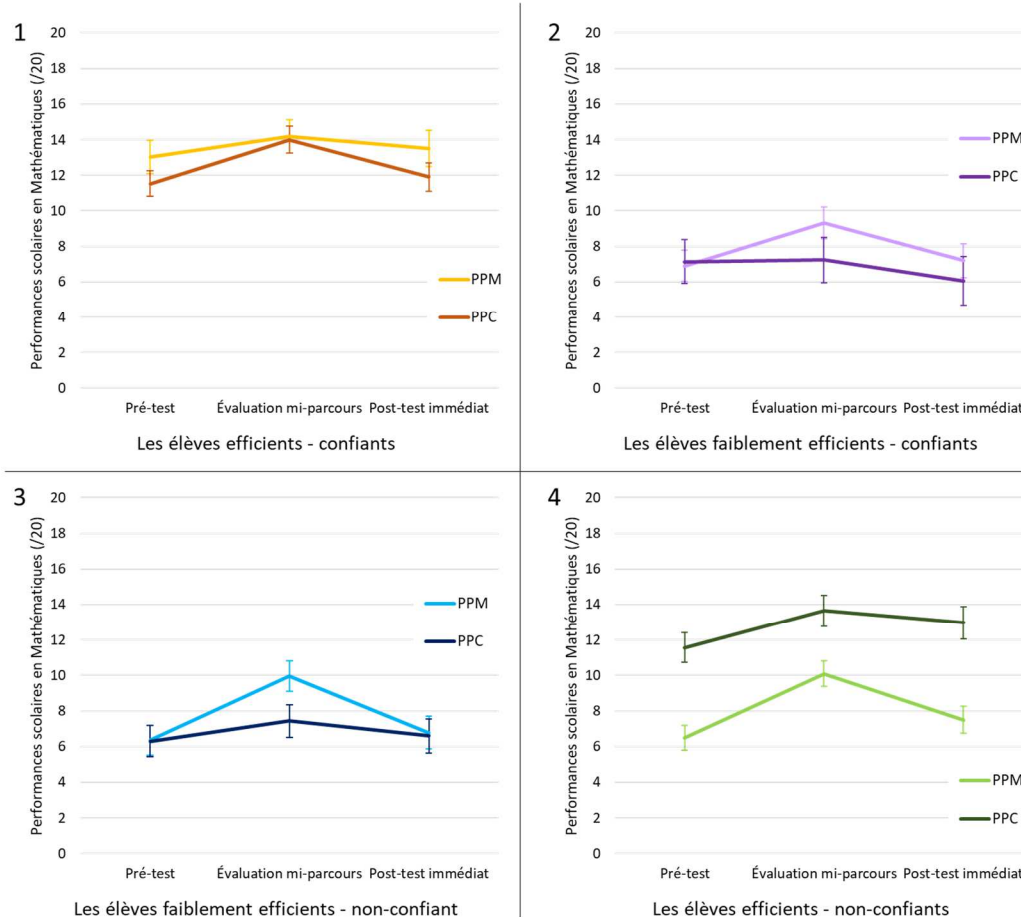 1
Performances scolaires en Mathématiques (/20)
20
18
16
14
12
10
8
6
4
2
0
PPM
PPC
Pré-test Évaluation mi-parcours Post-test immédiat
Les élèves efficients - confiants
2
Performances scolaires en Mathématiques (/20)
20
18
16
14
12
10
8
6
4
2
0
PPM
PPC
Pré-test Évaluation mi-parcours Post-test immédiat
Les élèves faiblement efficients - confiants
3
Performances scolaires en Mathématiques (/20)
20
18
16
14
12
10
8
6
4
2
0
PPM
PPC
Pré-test Évaluation mi-parcours Post-test immédiat
Les élèves faiblement efficients - non-confiant
4
Performances scolaires en Mathématiques (/20)
20
18
16
14
12
10
8
6
4
2
0
PPM
PPC
Pré-test Évaluation mi-parcours Post-test immédiat
Les élèves efficients - non-confiants